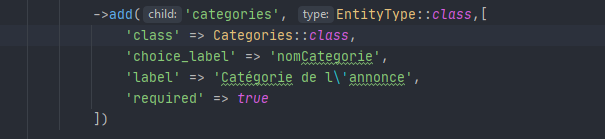 ->add( child: 'categories', type: EntityType::class,[
'class' => Categories::class,
'choice_label' => 'nomCategorie',
'label' => 'Catégorie de l\'annonce',
'required' => true
])